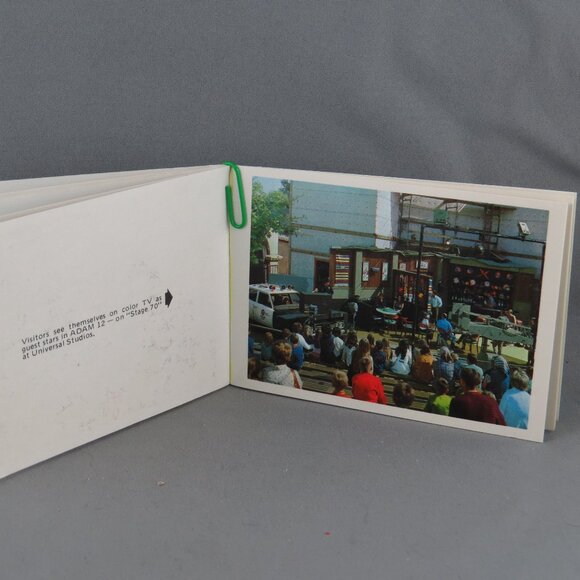 Visitors see themselves on color TV as
guest stars in ADAM 12 — on "Stage 70"
at Universal Studios.